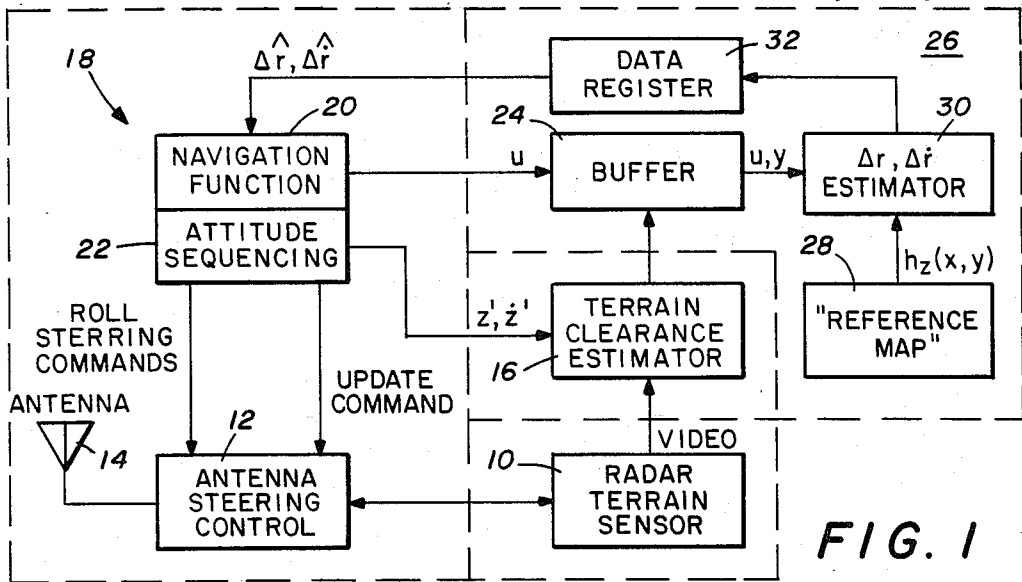 18
Δr̂, Δṙ̂
20
NAVIGATION
FUNCTION
22
ATTITUDE
SEQUENCING
ROLL
STERRING
COMMANDS
UPDATE
COMMAND
ANTENNA
14
12
ANTENNA
STEERING
CONTROL
32
26
DATA
REGISTER
24
u
BUFFER
u, y
30
Δr, Δṙ
ESTIMATOR
28
hz(x, y)
"REFERENCE
MAP"
z', ż'
TERRAIN
CLEARANCE
16 ESTIMATOR
VIDEO
10
RADAR
TERRAIN
SENSOR
FIG. 1